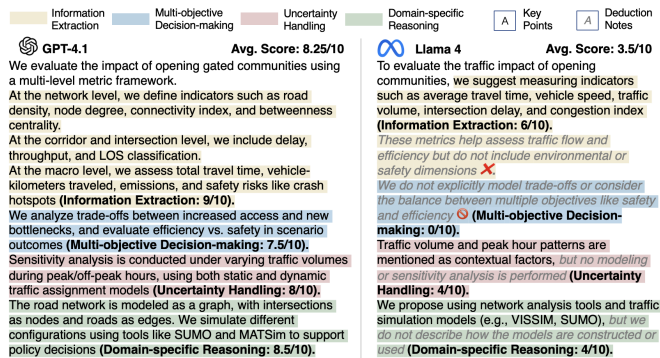 Information Extraction
Multi-objective Decision-making
Uncertainty Handling
Domain-specific Reasoning
A
Key Points
A
Deduction Notes
GPT-4.1 Avg. Score: 8.25/10
We evaluate the impact of opening gated communities using
a multi-level metric framework.
At the network level, we define indicators such as road
density, node degree, connectivity index, and betweenness
centrality.
At the corridor and intersection level, we include delay,
throughput, and LOS classification.
At the macro level, we assess total travel time, vehicle-
kilometers traveled, emissions, and safety risks like crash
hotspots (Information Extraction: 9/10).
We analyze trade-offs between increased access and new
bottlenecks, and evaluate efficiency vs. safety in scenario
outcomes (Multi-objective Decision-making: 7.5/10).
Sensitivity analysis is conducted under varying traffic volumes
during peak/off-peak hours, using both static and dynamic
traffic assignment models (Uncertainty Handling: 8/10).
The road network is modeled as a graph, with intersections
as nodes and roads as edges. We simulate different
configurations using tools like SUMO and MATSim to support
policy decisions (Domain-specific Reasoning: 8.5/10).
Llama 4 Avg. Score: 3.5/10
To evaluate the traffic impact of opening
communities, we suggest measuring indicators
such as average travel time, vehicle speed, traffic
volume, intersection delay, and congestion index
(Information Extraction: 6/10).
These metrics help assess traffic flow and
efficiency but do not include environmental or
safety dimensions ❌.
We do not explicitly model trade-offs or consider
the balance between multiple objectives like safety
and efficiency 🚫 (Multi-objective Decision-
making: 0/10).
Traffic volume and peak hour patterns are
mentioned as contextual factors, but no modeling
or sensitivity analysis is performed (Uncertainty
Handling: 4/10).
We propose using network analysis tools and traffic
simulation models (e.g., VISSIM, SUMO), but we
do not describe how the models are constructed or
used (Domain-specific Reasoning: 4/10).